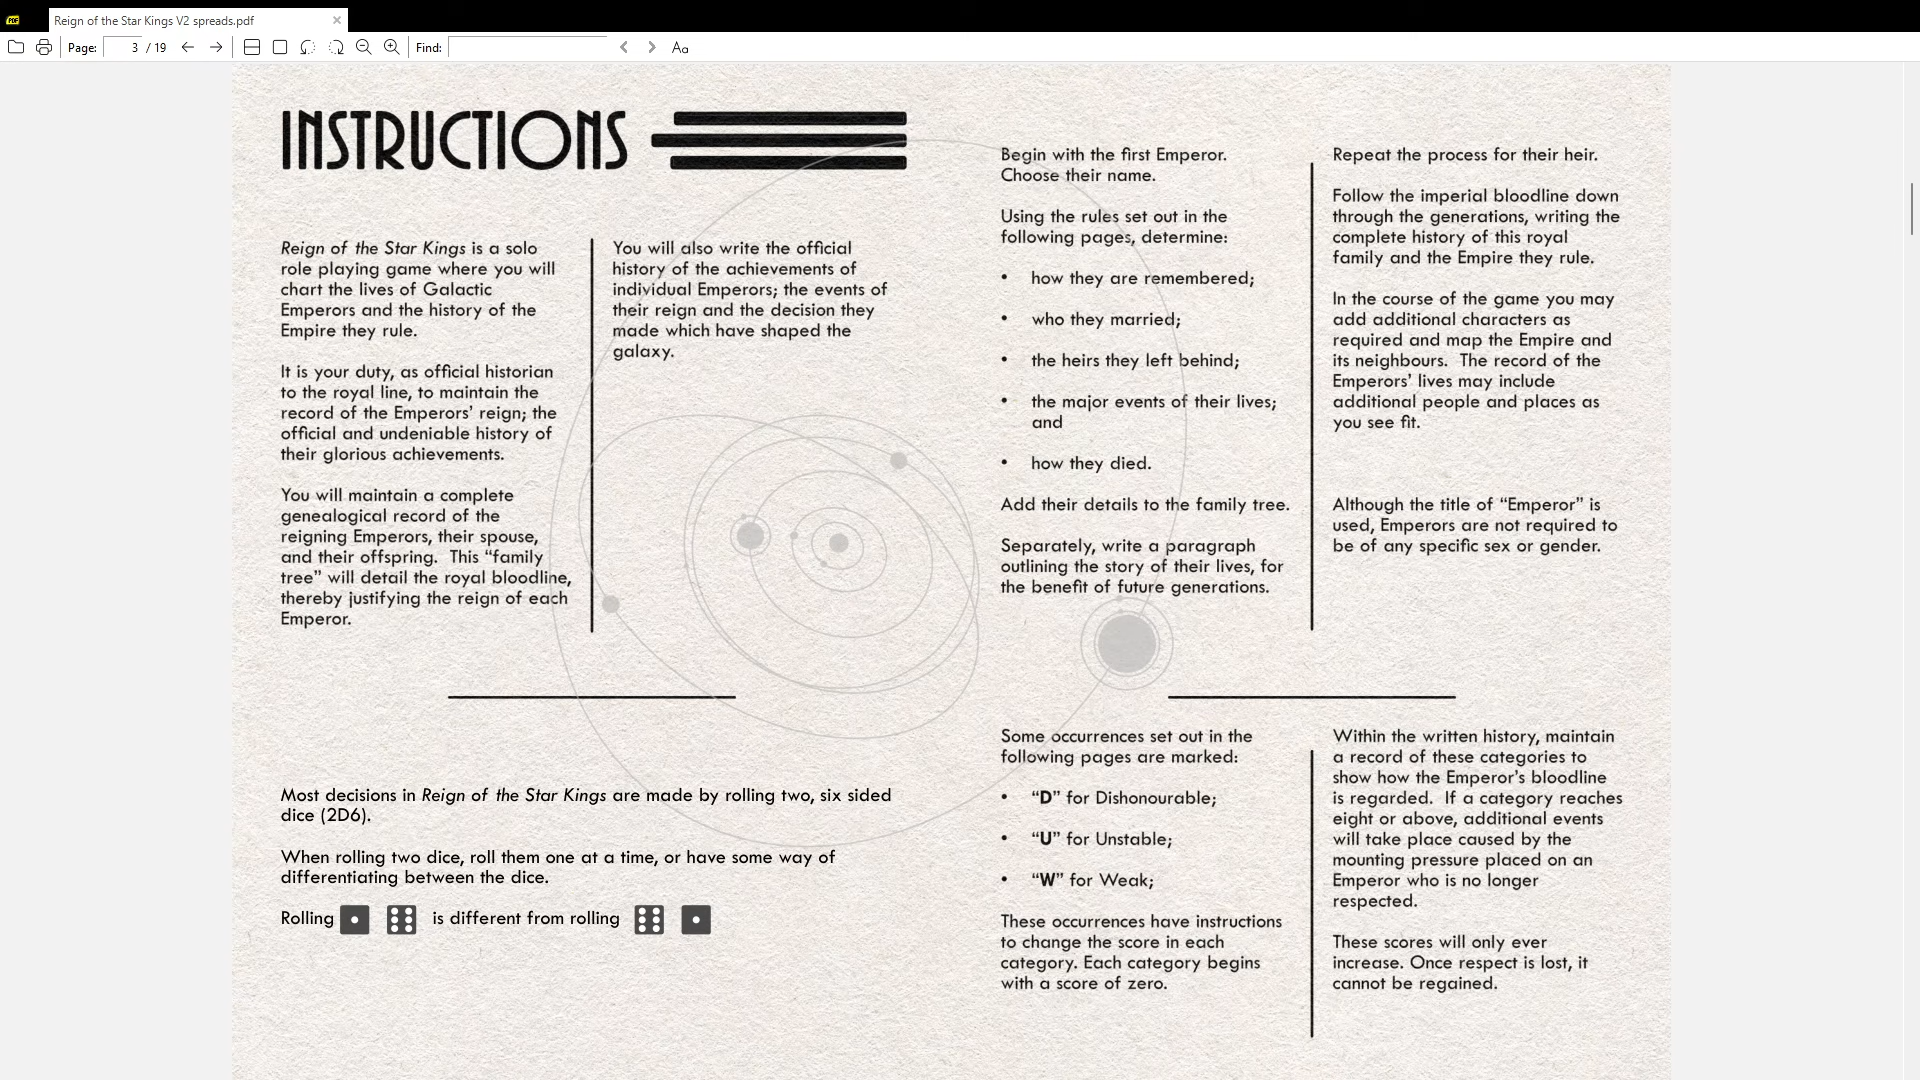 Reign of the Star Kings V2 spreads.pdf
Page: 3 / 19
Find:
Aa
INSTRUCTIONS
Reign of the Star Kings is a solo
role playing game where you will
chart the lives of Galactic
Emperors and the history of the
Empire they rule.
It is your duty, as official historian
to the royal line, to maintain the
record of the Emperors’ reign; the
official and undeniable history of
their glorious achievements.
You will maintain a complete
genealogical record of the
reigning Emperors, their spouse,
and their offspring. This “family
tree” will detail the royal bloodline,
thereby justifying the reign of each
Emperor.
You will also write the official
history of the achievements of
individual Emperors; the events of
their reign and the decision they
made which have shaped the
galaxy.
Most decisions in Reign of the Star Kings are made by rolling two, six sided
dice (2D6).
When rolling two dice, roll them one at a time, or have some way of
differentiating between the dice.
Rolling is different from rolling
Begin with the first Emperor.
Choose their name.
Using the rules set out in the
following pages, determine:
• how they are remembered;
• who they married;
• the heirs they left behind;
• the major events of their lives;
and
• how they died.
Add their details to the family tree.
Separately, write a paragraph
outlining the story of their lives, for
the benefit of future generations.
Repeat the process for their heir.
Follow the imperial bloodline down
through the generations, writing the
complete history of this royal
family and the Empire they rule.
In the course of the game you may
add additional characters as
required and map the Empire and
its neighbours. The record of the
Emperors’ lives may include
additional people and places as
you see fit.
Although the title of “Emperor” is
used, Emperors are not required to
be of any specific sex or gender.
Some occurrences set out in the
following pages are marked:
• “D” for Dishonourable;
• “U” for Unstable;
• “W” for Weak;
These occurrences have instructions
to change the score in each
category. Each category begins
with a score of zero.
Within the written history, maintain
a record of these categories to
show how the Emperor’s bloodline
is regarded. If a category reaches
eight or above, additional events
will take place caused by the
mounting pressure placed on an
Emperor who is no longer
respected.
These scores will only ever
increase. Once respect is lost, it
cannot be regained.